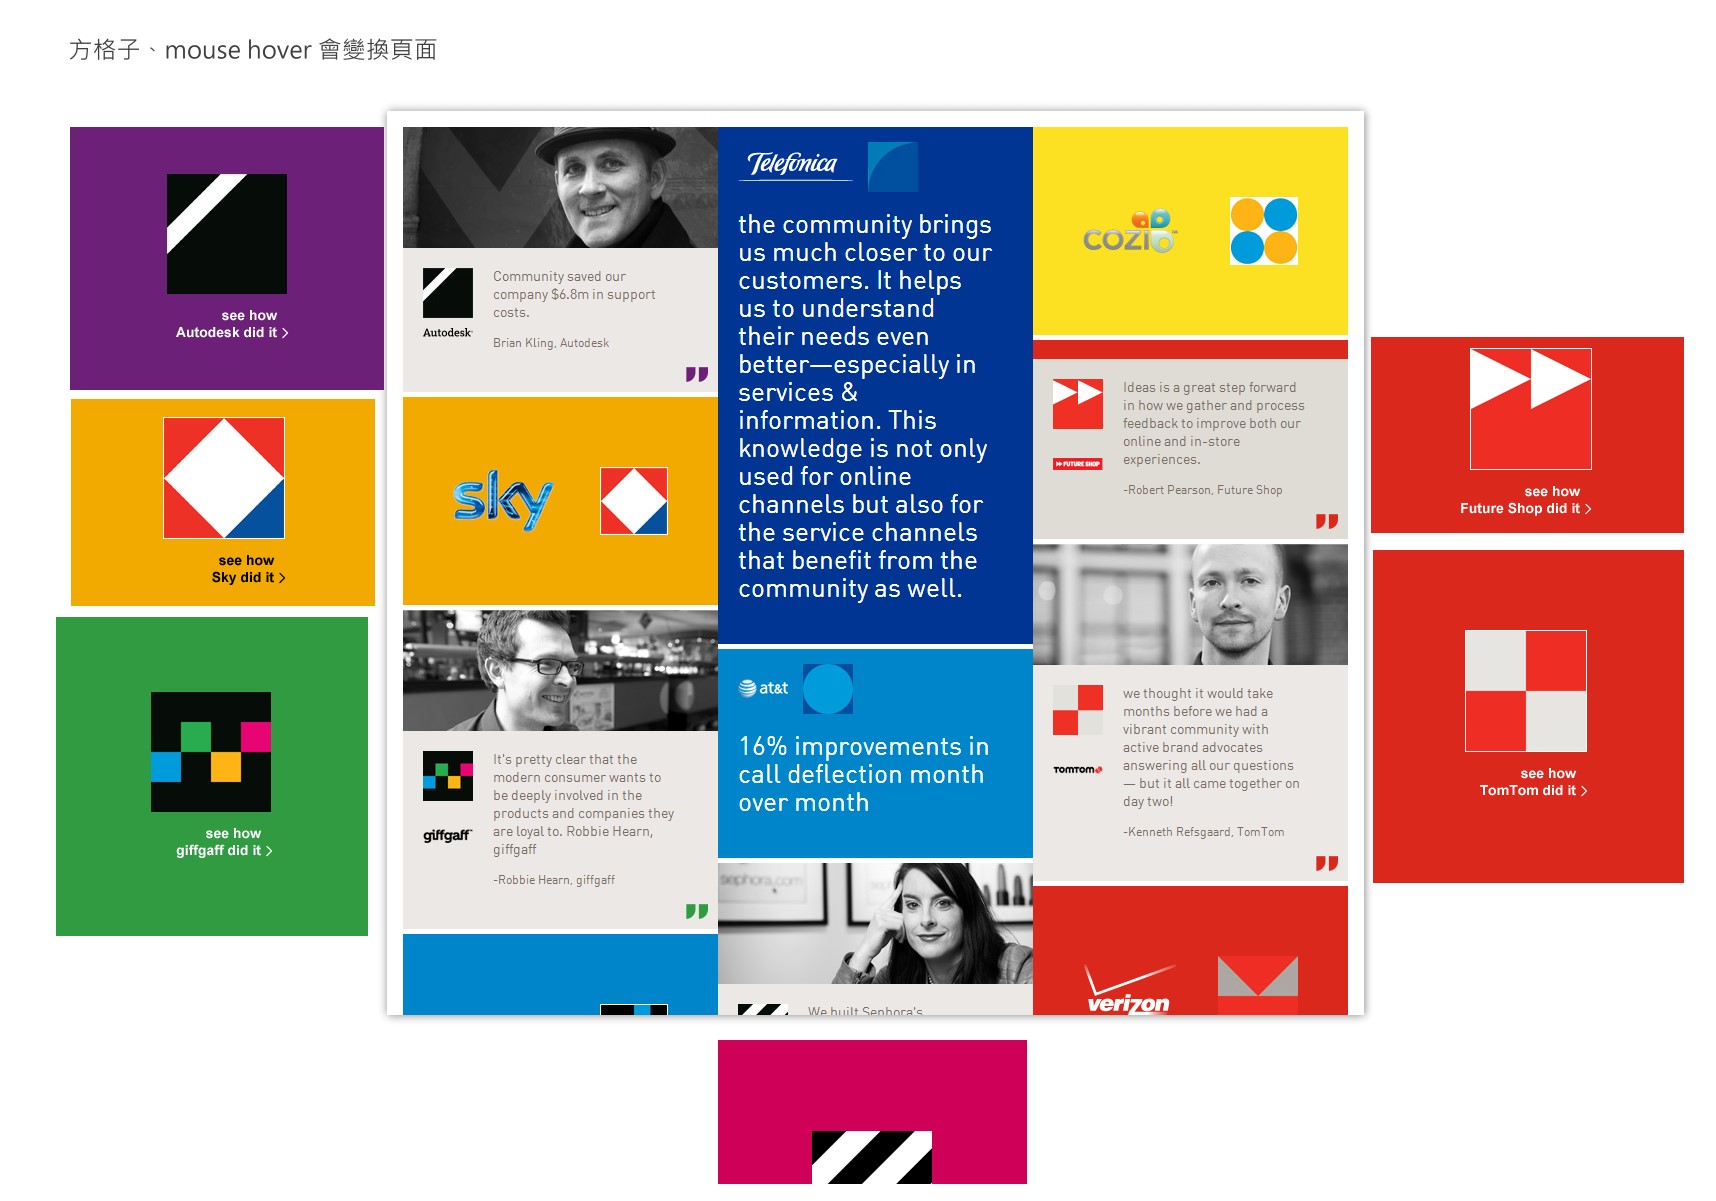 方格子、mouse hover 會變換頁面
see how
Autodesk did it >
see how
Sky did it >
see how
giffgaff did it >
Community saved our
company $6.8m in support
costs.
Autodesk
Brian Kling, Autodesk
sky
It's pretty clear that the
modern consumer wants to
be deeply involved in the
products and companies they
are loyal to. Robbie Hearn,
giffgaff
giffgaff
-Robbie Hearn, giffgaff
Telefónica
the community brings
us much closer to our
customers. It helps
us to understand
their needs even
better—especially in
services &
information. This
knowledge is not only
used for online
channels but also for
the service channels
that benefit from the
community as well.
at&t
16% improvements in
call deflection month
over month
sephora.com
We built Sephora's
cozi™
Ideas is a great step forward
in how we gather and process
feedback to improve both our
online and in-store
experiences.
FUTURE SHOP
-Robert Pearson, Future Shop
we thought it would take
months before we had a
vibrant community with
active brand advocates
answering all our questions
— but it all came together on
day two!
TOMTOM
-Kenneth Refsgaard, TomTom
verizon
see how
Future Shop did it >
see how
TomTom did it >